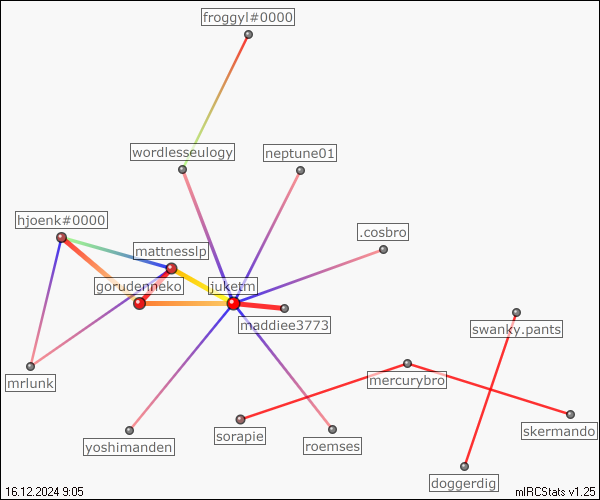 froggyl#0000
wordlesseulogy
neptune01
hjoenk#0000
.cosbro
mattnesslp
gorudenneko
juketm
maddiee3773
swanky.pants
mrlunk
mercurybro
yoshimanden
sorapie
roemses
skermando
doggerdig
16.12.2024 9:05
mIRCStats v1.25